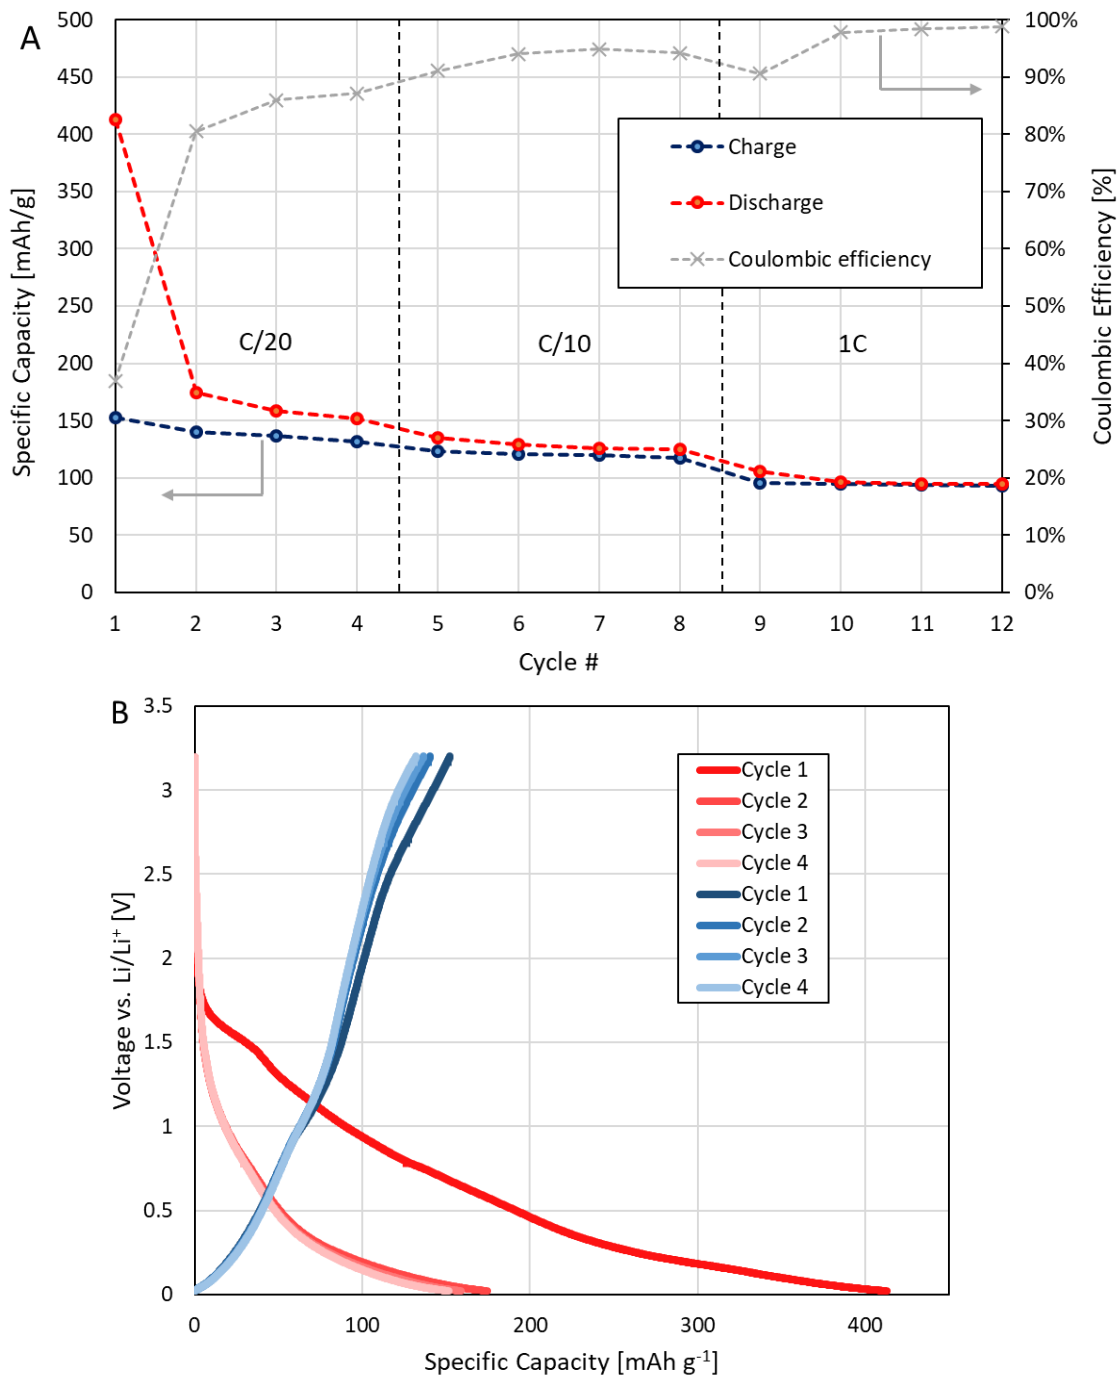 A
500
450
400
350
300
250
200
150
100
50
0
Specific Capacity [mAh/g]
100%
90%
80%
70%
60%
50%
40%
30%
20%
10%
0%
Coulombic Efficiency [%]
Charge
Discharge
Coulombic efficiency
C/20
C/10
1C
1 2 3 4 5 6 7 8 9 10 11 12
Cycle #
B
3.5
3
2.5
2
1.5
1
0.5
0
Voltage vs. Li/Li⁺ [V]
Cycle 1
Cycle 2
Cycle 3
Cycle 4
Cycle 1
Cycle 2
Cycle 3
Cycle 4
0 100 200 300 400
Specific Capacity [mAh g⁻¹]